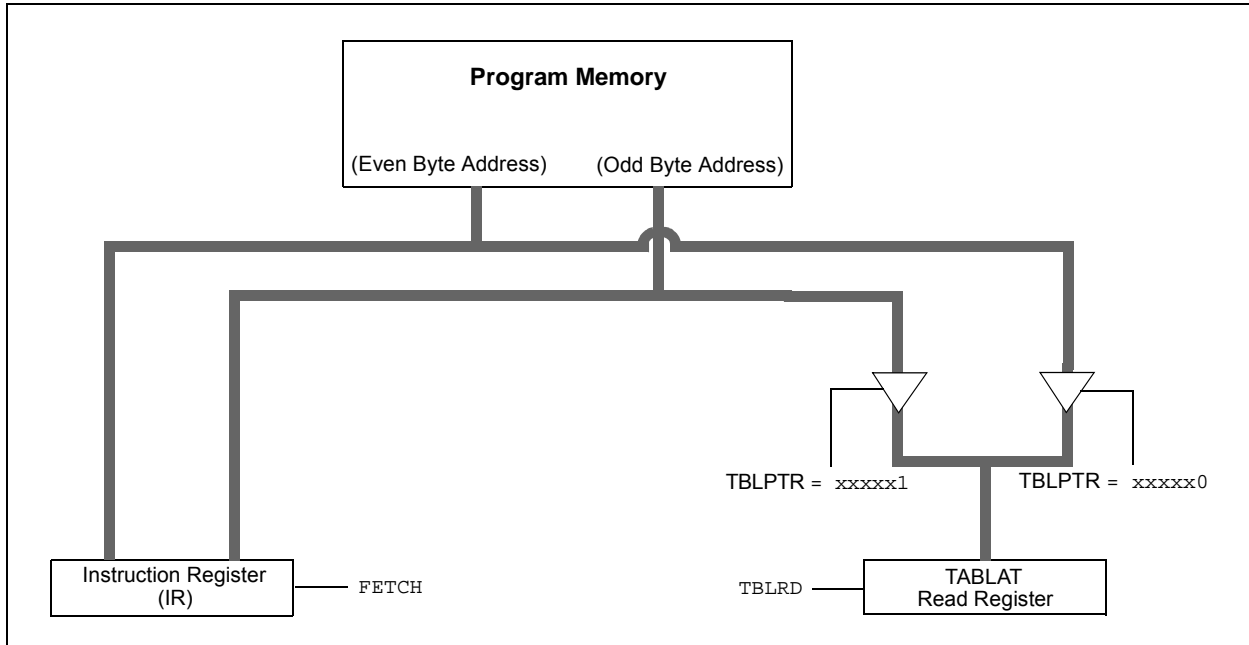 Program Memory
(Even Byte Address) (Odd Byte Address)
TBLPTR = xxxxx1 TBLPTR = xxxxx0
Instruction Register
(IR)
FETCH
TBLRD
TABLAT
Read Register